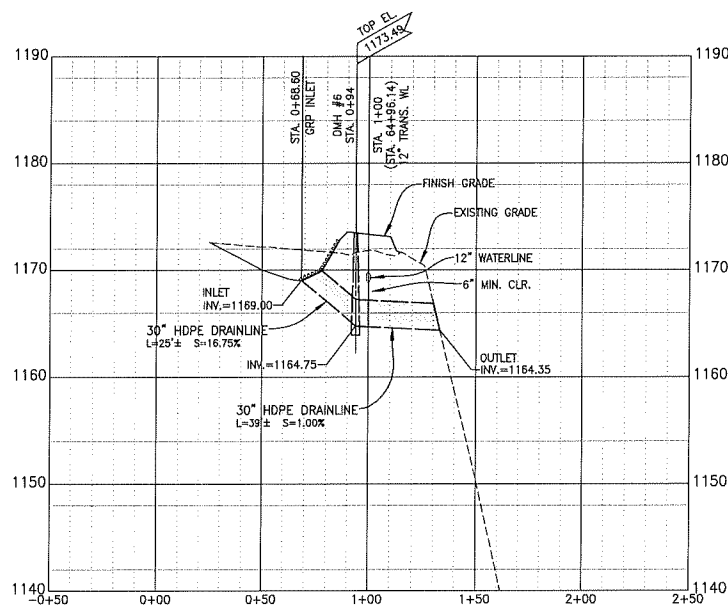 TOP EL.
1173.49
1190
1190
STA. 0+68.60
GRP INLET
DMH #6
STA. 0+94
STA. 1+00
(STA. 64+96.14)
12" TRANS. WL
1180
1180
FINISH GRADE
EXISTING GRADE
12" WATERLINE
1170
1170
6" MIN. CLR.
INLET
INV.=1169.00
30" HDPE DRAINLINE
L=25'± S=16.75%
INV.=1164.75
OUTLET
INV.=1164.35
1160
1160
30" HDPE DRAINLINE
L=39'± S=1.00%
1150
1150
1140
1140
-0+50
0+00
0+50
1+00
1+50
2+00
2+50